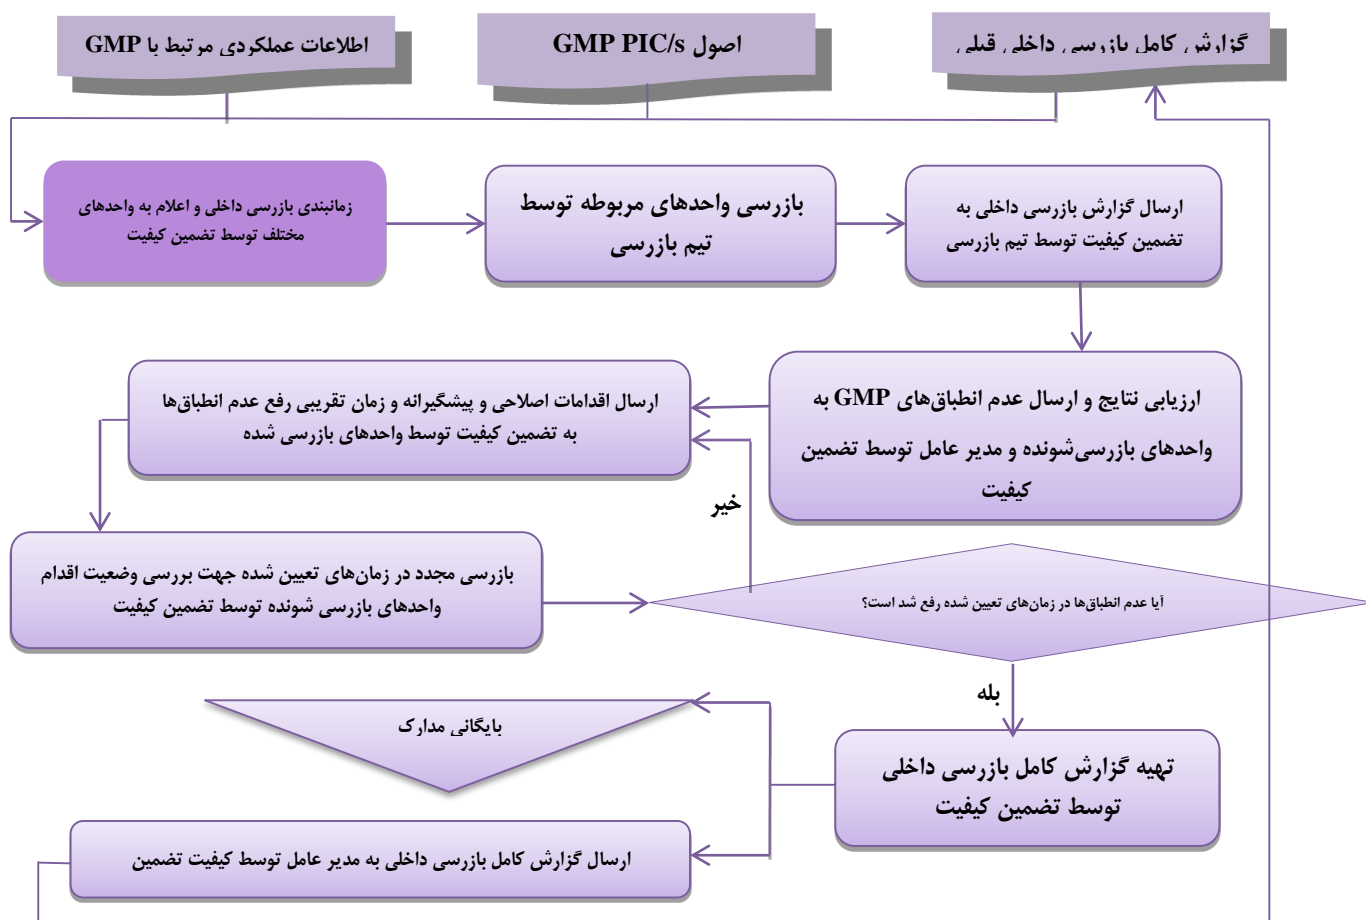 گزارش کامل بازرسی داخلی قبلی
اصول GMP PIC/s
اطلاعات عملکردی مرتبط با GMP
زمانبندی بازرسی داخلی و اعلام به واحدهای
مختلف توسط تضمین کیفیت
بازرسی واحدهای مربوطه توسط
تیم بازرسی
ارسال گزارش بازرسی داخلی به
تضمین کیفیت توسط تیم بازرسی
ارزیابی نتایج و ارسال عدم انطباق‌های GMP به
واحدهای بازرسی‌شونده و مدیر عامل توسط تضمین
کیفیت
ارسال اقدامات اصلاحی و پیشگیرانه و زمان تقریبی رفع عدم انطباق‌ها
به تضمین کیفیت توسط واحدهای بازرسی شده
خیر
بازرسی مجدد در زمان‌های تعیین شده جهت بررسی وضعیت اقدام
واحدهای بازرسی شونده توسط تضمین کیفیت
آیا عدم انطباق‌ها در زمان‌های تعیین شده رفع شد است؟
بله
تهیه گزارش کامل بازرسی داخلی
توسط تضمین کیفیت
بایگانی مدارک
ارسال گزارش کامل بازرسی داخلی به مدیر عامل توسط کیفیت تضمین